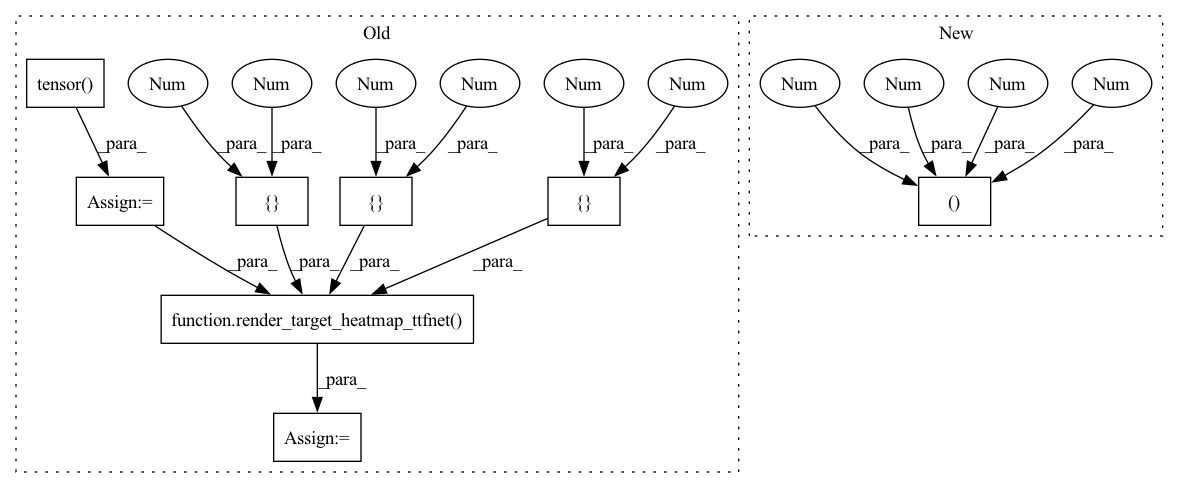 Old
New
tensor()
Num
Num
Num
Num
Num
Num
Num
Num
Num
Num
_para_
_para_
_para_
_para_
_para_
_para_
_para_
_para_
_para_
_para_
_para_
Assign:=
{}
{}
{}
()
_para_
_para_
_para_
_para_
function.render_target_heatmap_ttfnet()
_para_
Assign:=